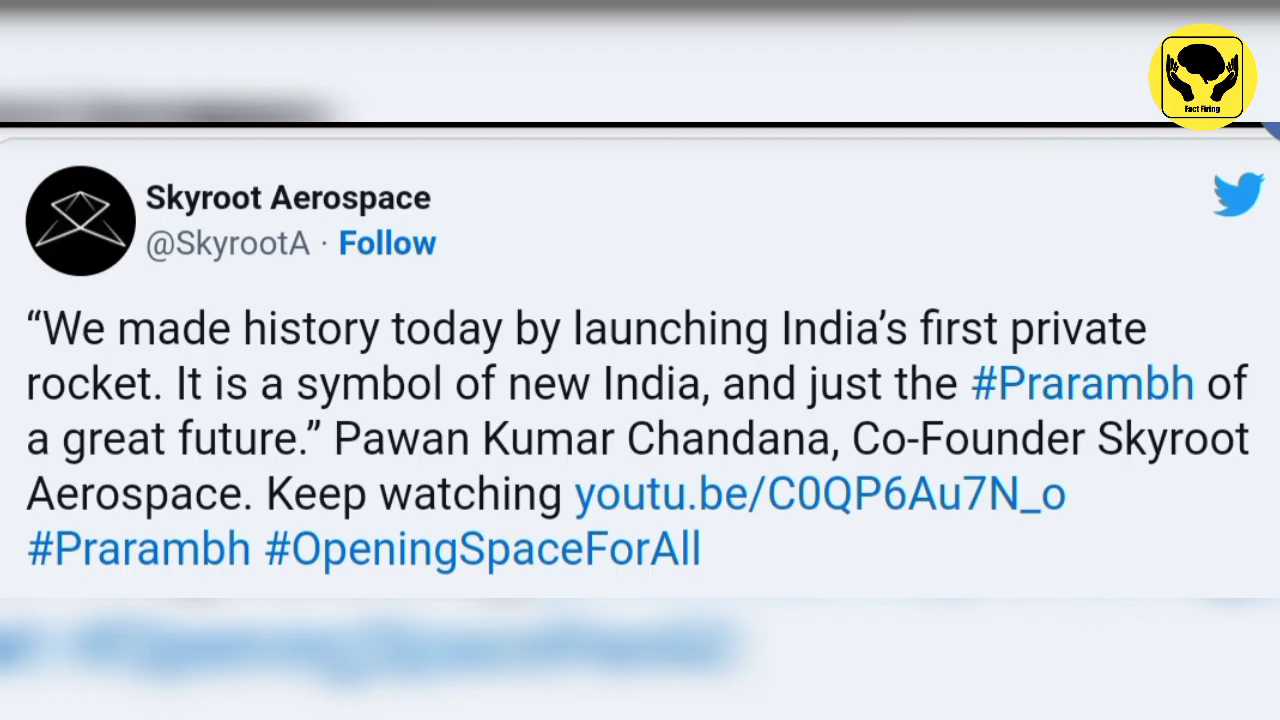 Fact Firing
Skyroot Aerospace
@SkyrootA · Follow
“We made history today by launching India’s first private
rocket. It is a symbol of new India, and just the #Prarambh of
a great future.” Pawan Kumar Chandana, Co-Founder Skyroot
Aerospace. Keep watching youtu.be/C0QP6Au7N_o
#Prarambh #OpeningSpaceForAll